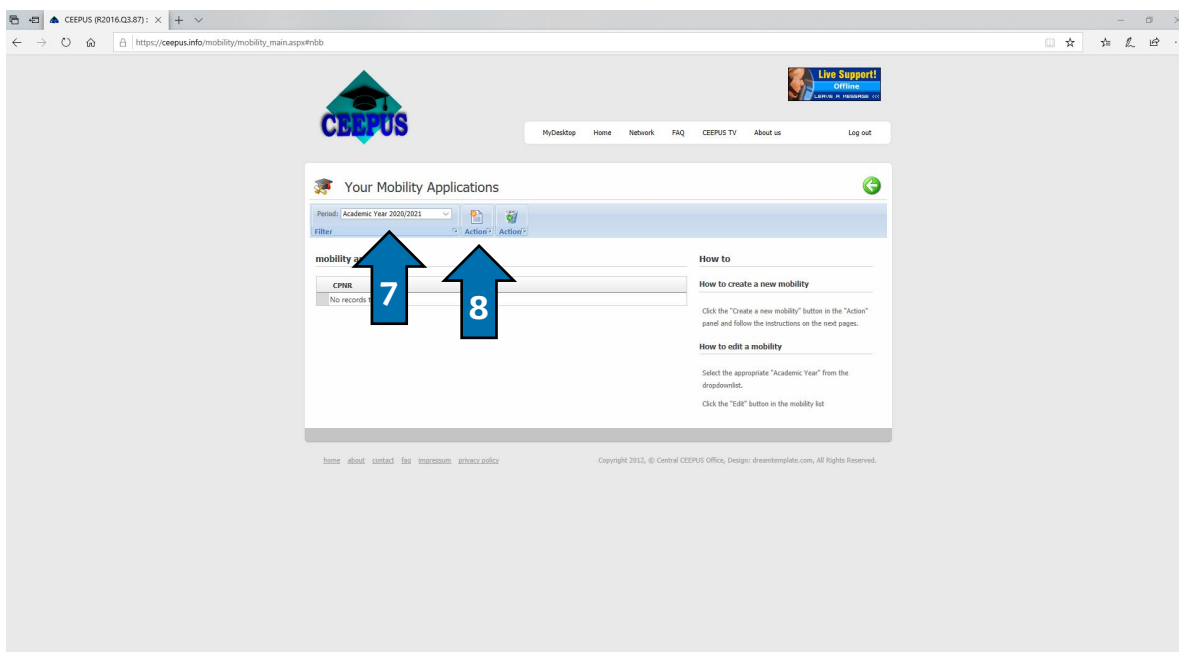 CEEPUS (R2016.Q3.87) :
https://ceepus.info/mobility/mobility_main.aspx#nbb
CEEPUS
Live Support!
Offline
LEAVE A MESSAGE
MyDesktop Home Network FAQ CEEPUS TV About us Log out
Your Mobility Applications
Period: Academic Year 2020/2021
Filter Action Action
mobility
CPNR
No records
7
8
How to
How to create a new mobility
Click the "Create a new mobility" button in the "Action"
panel and follow the instructions on the next pages.
How to edit a mobility
Select the appropriate "Academic Year" from the
dropdownlist.
Click the "Edit" button in the mobility list
home about contact faq impressum privacy policy
Copyright 2012, © Central CEEPUS Office, Design: dreamtemplate.com, All Rights Reserved.